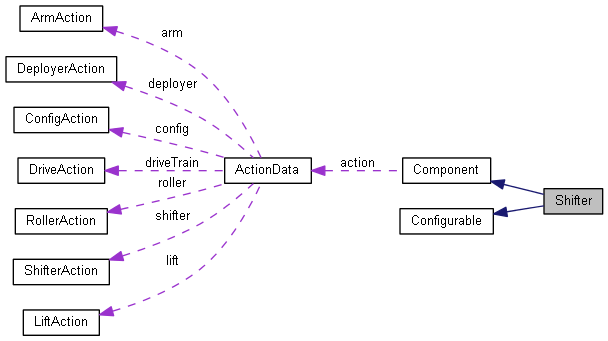 ArmAction
arm
DeployerAction
deployer
ConfigAction
config
DriveAction
driveTrain
ActionData
action
Component
roller
Shifter
RollerAction
shifter
Configurable
ShifterAction
lift
LiftAction